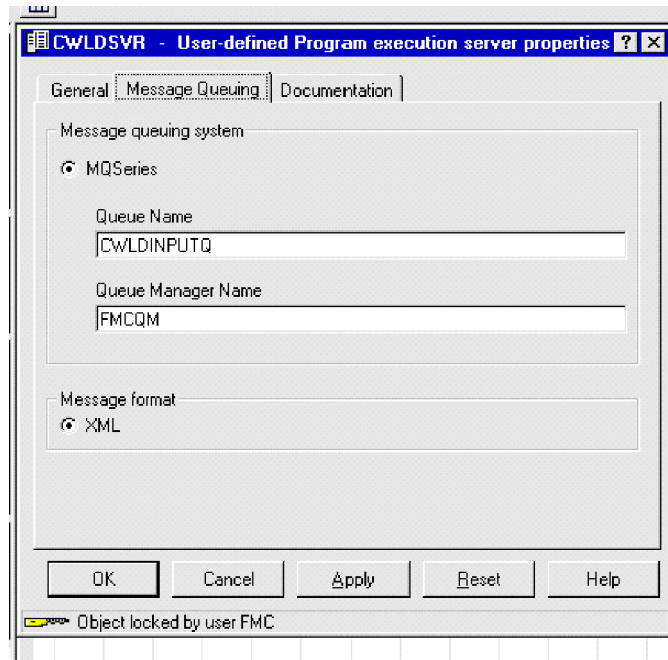 CWLDSVR - User-defined Program execution server properties
General Message Queuing Documentation
Message queuing system
MQSeries
Queue Name
CWLDINPUTQ
Queue Manager Name
FMCQM
Message format
XML
OK Cancel Apply Reset Help
Object locked by user FMC